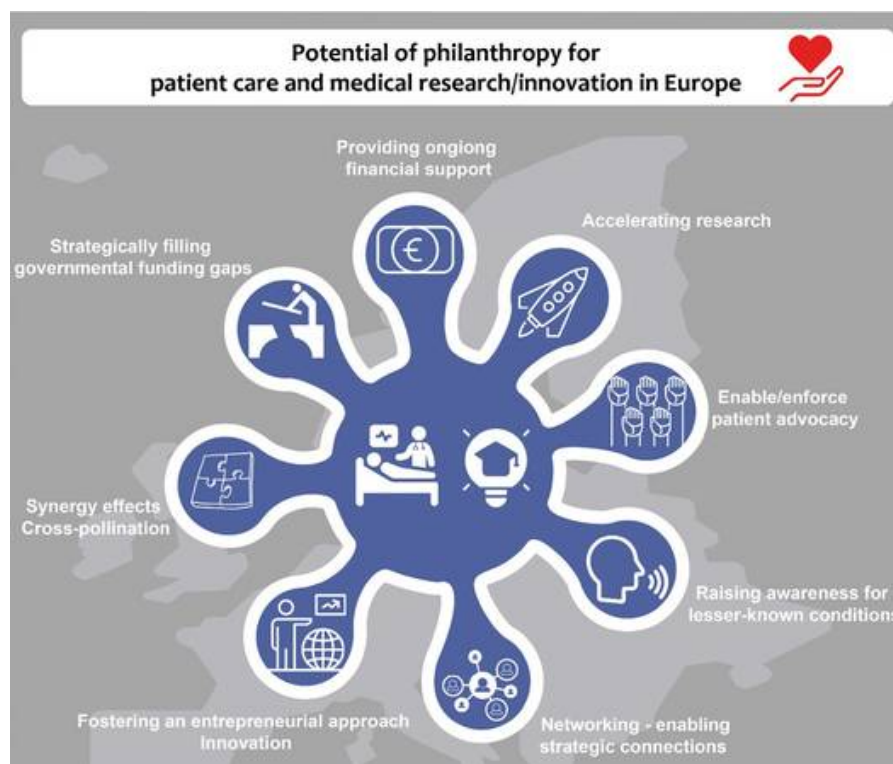 Potential of philanthropy for
patient care and medical research/innovation in Europe
Providing onglong
financial support
Accelerating research
Strategically filling
governmental funding gaps
Enable/enforce
patient advocacy
Synergy effects
Cross-pollination
Raising awareness for
lesser-known conditions
Fostering an entrepreneurial approach
Innovation
Networking - enabling
strategic connections
€